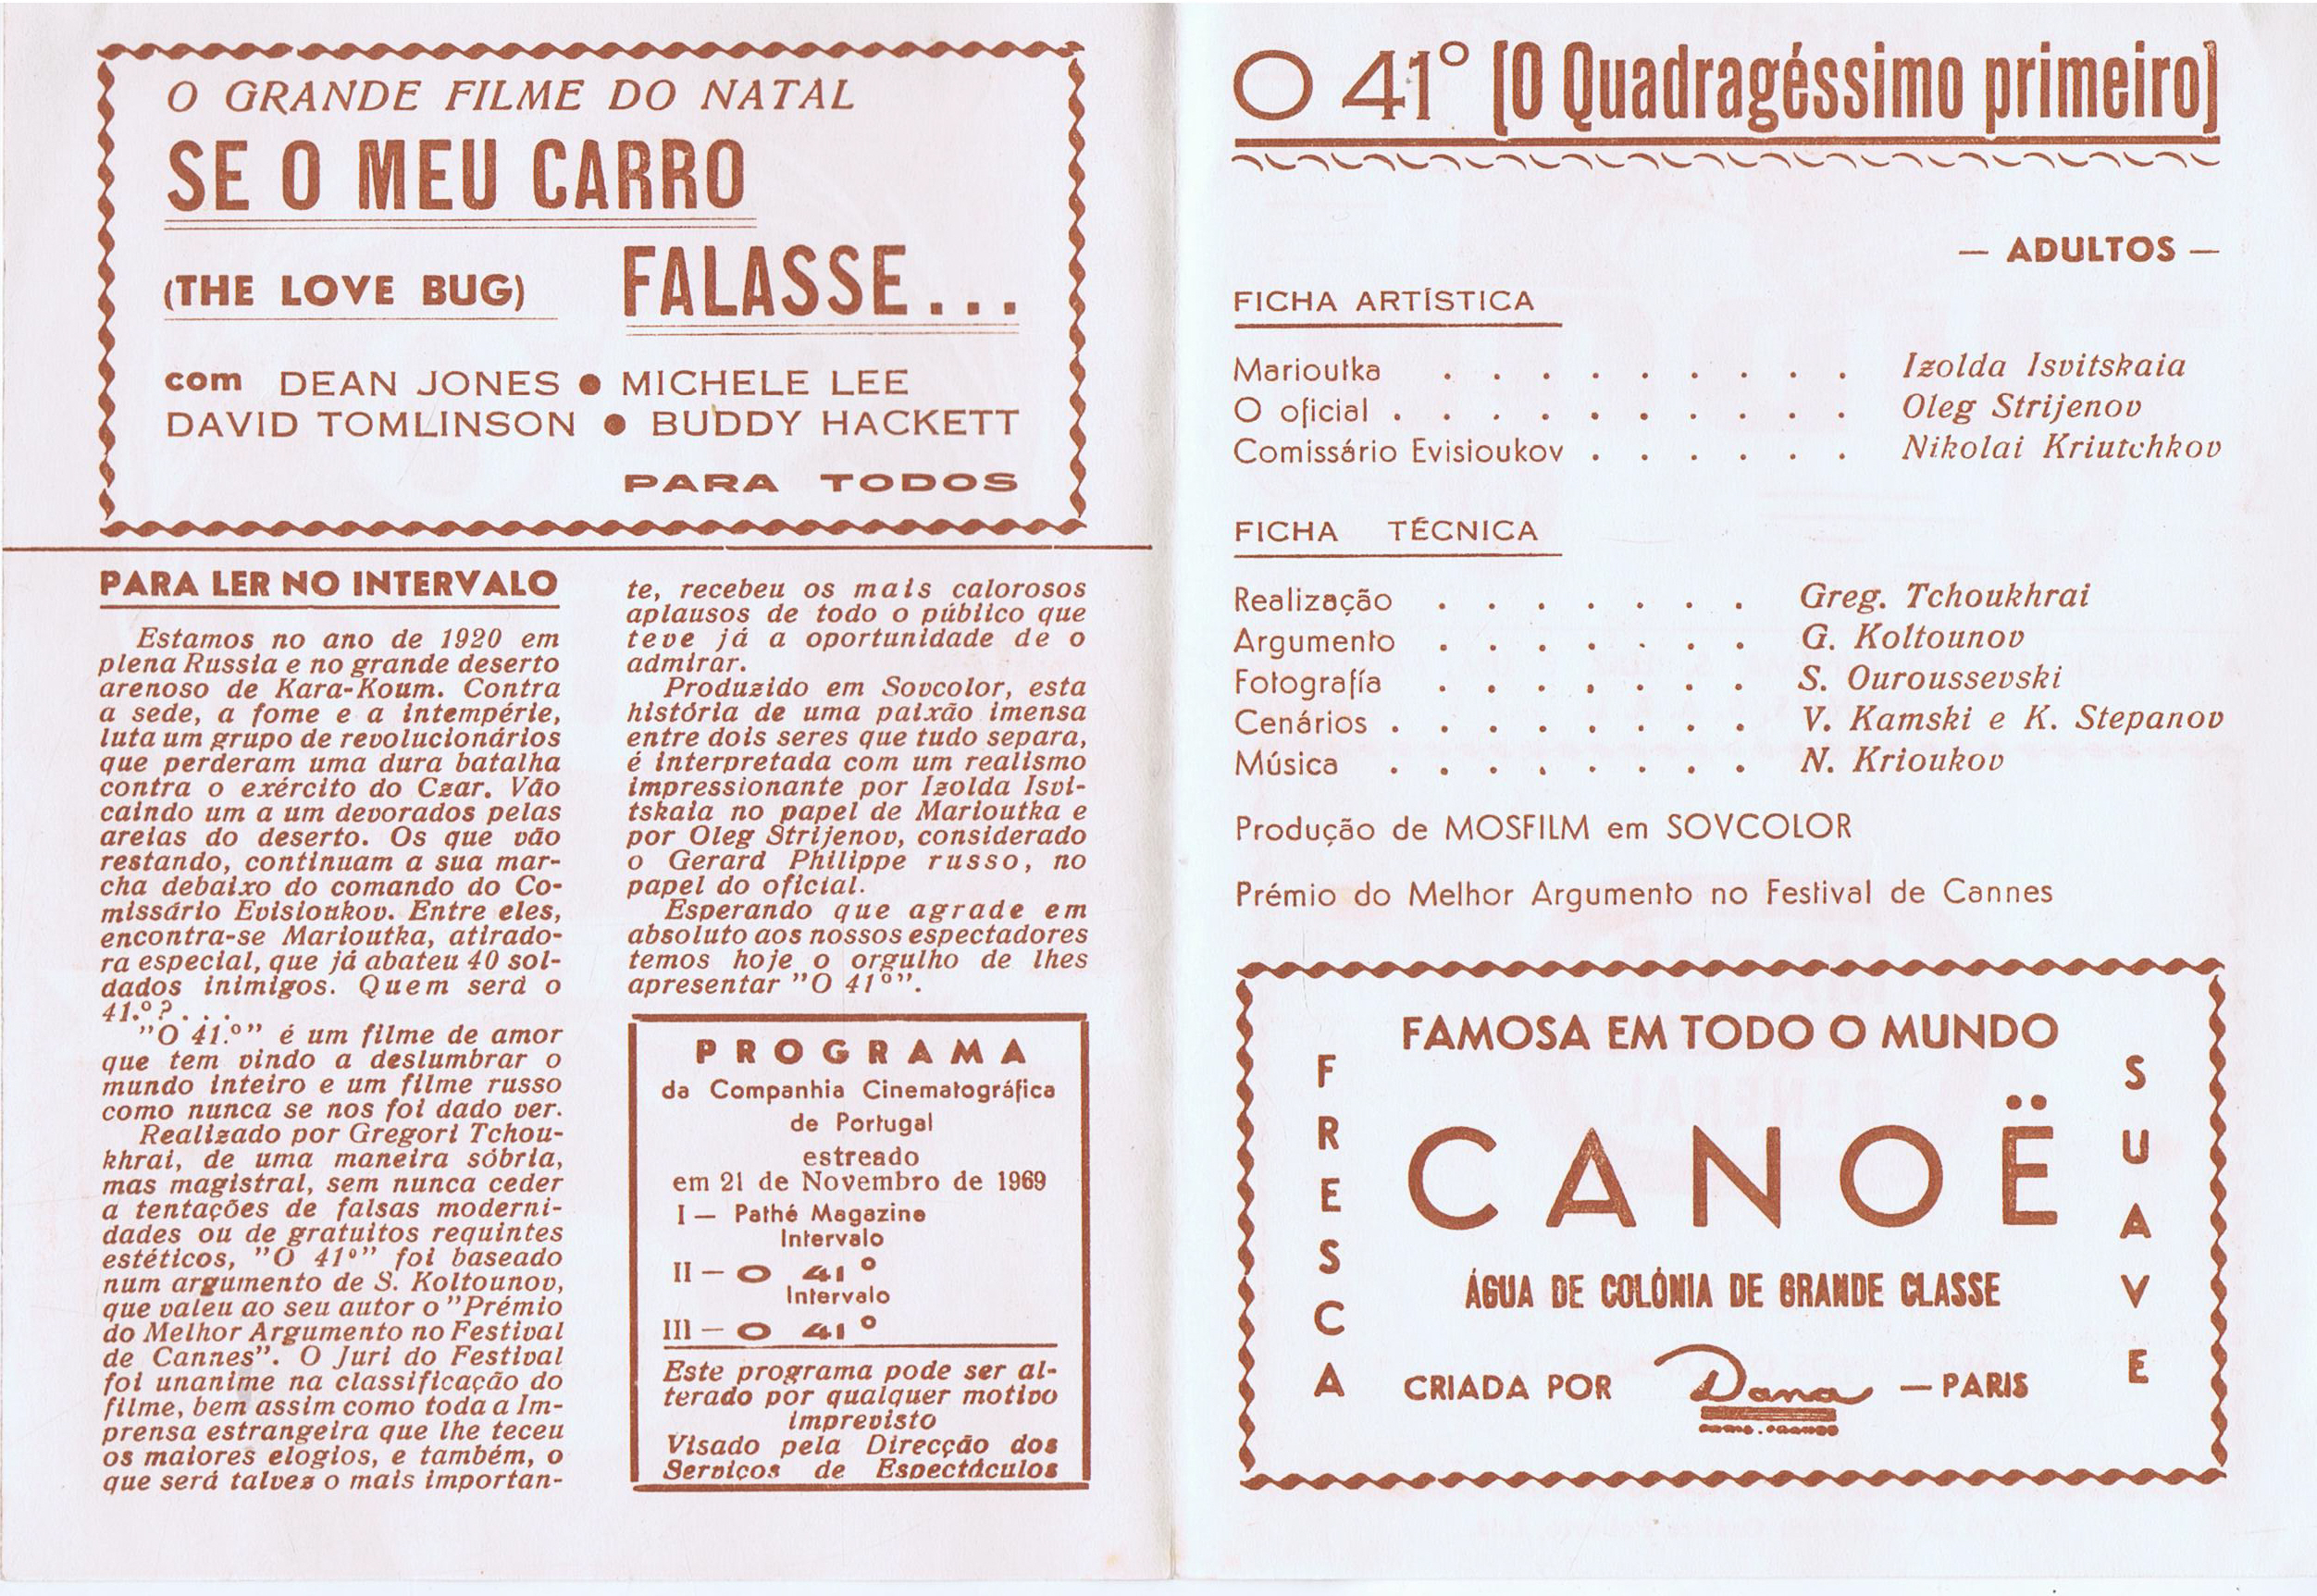 O GRANDE FILME DO NATAL
SE O MEU CARRO
(THE LOVE BUG) FALASSE...
com DEAN JONES ● MICHELE LEE
DAVID TOMLINSON ● BUDDY HACKETT
PARA TODOS
PARA LER NO INTERVALO
Estamos no ano de 1920 em
plena Russia e no grande deserto
arenoso de Kara-Koum. Contra
a sede, a fome e a intempérie,
luta um grupo de revolucionários
que perderam uma dura batalha
contra o exército do Czar. Vão
caindo um a um devorados pelas
areias do deserto. Os que vão
restando, continuam a sua mar-
cha debaixo do comando do Co-
missário Evisioukov. Entre eles,
encontra-se Marioutka, atirado-
ra especial, que já abateu 40 sol-
dados inimigos. Quem será o
41.º?...
"O 41.º" é um filme de amor
que tem vindo a deslumbrar o
mundo inteiro e um filme russo
como nunca se nos foi dado ver.
Realizado por Gregori Tchou-
khrai, de uma maneira sóbria,
mas magistral, sem nunca ceder
a tentações de falsas moderni-
dades ou de gratuitos requintes
estéticos, "O 41º" foi baseado
num argumento de S. Koltounov,
que valeu ao seu autor o "Prémio
do Melhor Argumento no Festival
de Cannes". O Juri do Festival
foi unanime na classificação do
filme, bem assim como toda a Im-
prensa estrangeira que lhe teceu
os maiores elogios, e também, o
que será talvez o mais importan-
te, recebeu os mais calorosos
aplausos de todo o público que
teve já a oportunidade de o
admirar.
Produzido em Sovcolor, esta
história de uma paixão imensa
entre dois seres que tudo separa,
é interpretada com um realismo
impressionante por Izolda Isvi-
tskaia no papel de Marioutka e
por Oleg Strijenov, considerado
o Gerard Philippe russo, no
papel do oficial.
Esperando que agrade em
absoluto aos nossos espectadores
temos hoje o orgulho de lhes
apresentar "O 41º".
PROGRAMA
da Companhia Cinematográfica
de Portugal
estreado
em 21 de Novembro de 1969
I — Pathé Magazine
Intervalo
II — O 41º
Intervalo
III — O 41º
Este programa pode ser al-
terado por qualquer motivo
imprevisto
Visado pela Direcção dos
Serviços de Espectáculos
O 41º [O Quadragéssimo primeiro]
— ADULTOS —
FICHA ARTÍSTICA
Marioutka . . . . . . . . . Izolda Isvitskaia
O oficial . . . . . . . . . . Oleg Strijenov
Comissário Evisioukov . . . . . . Nikolai Kriutchkov
FICHA TÉCNICA
Realização . . . . . . . Greg. Tchoukhrai
Argumento . . . . . . . G. Koltounov
Fotografía . . . . . . . S. Ouroussevski
Cenários . . . . . . . . V. Kamski e K. Stepanov
Música . . . . . . . . N. Krioukov
Produção de MOSFILM em SOVCOLOR
Prémio do Melhor Argumento no Festival de Cannes
FAMOSA EM TODO O MUNDO
FRESCA
CANOË
SUAVE
ÁGUA DE COLÓNIA DE GRANDE CLASSE
CRIADA POR Dana — PARIS